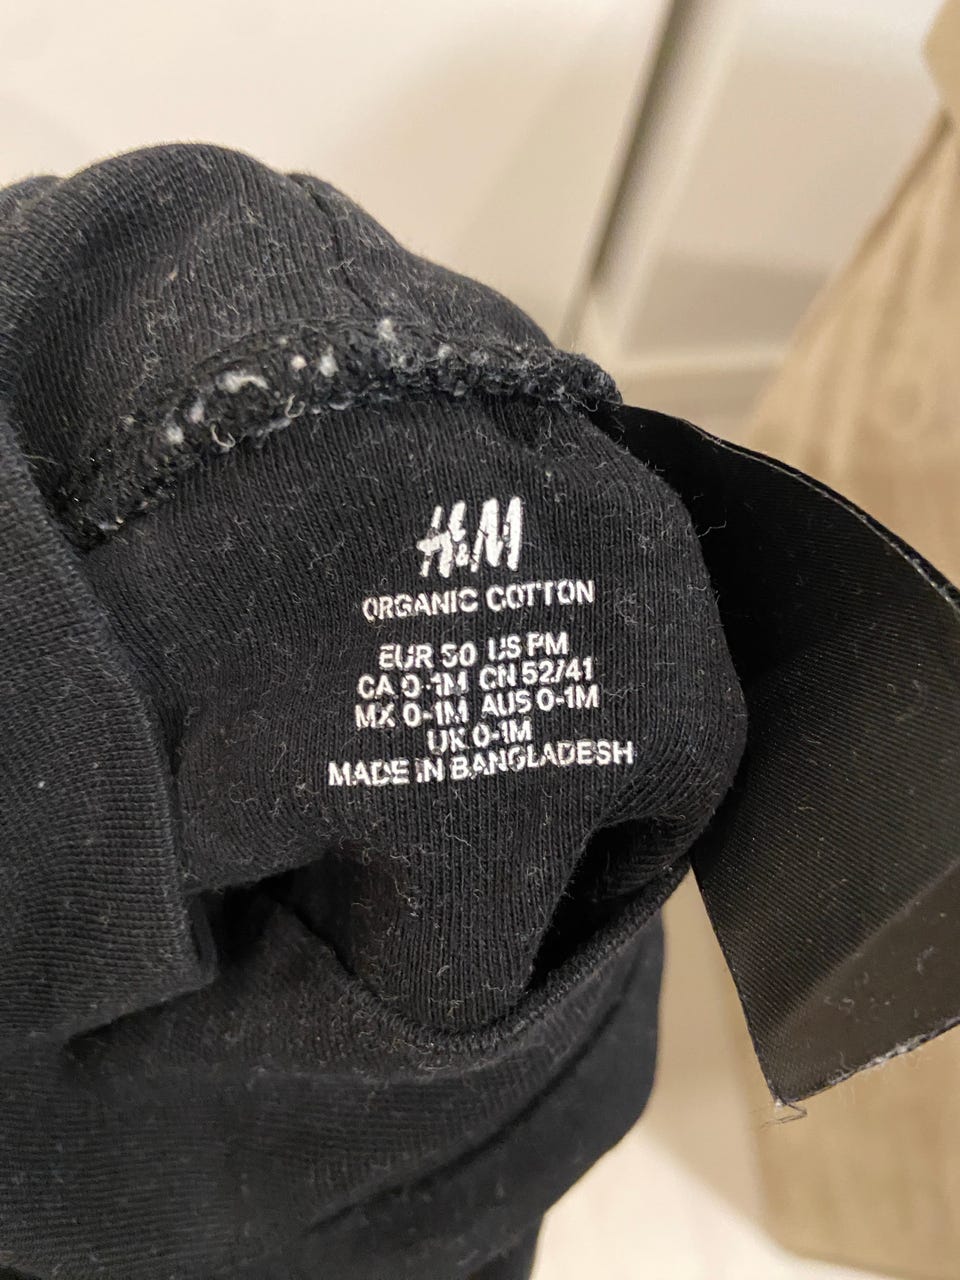 H&M
ORGANIC COTTON
EUR 50 US PM
CA 0-1M CN 52/41
MX 0-1M AUS 0-1M
UK 0-1M
MADE IN BANGLADESH